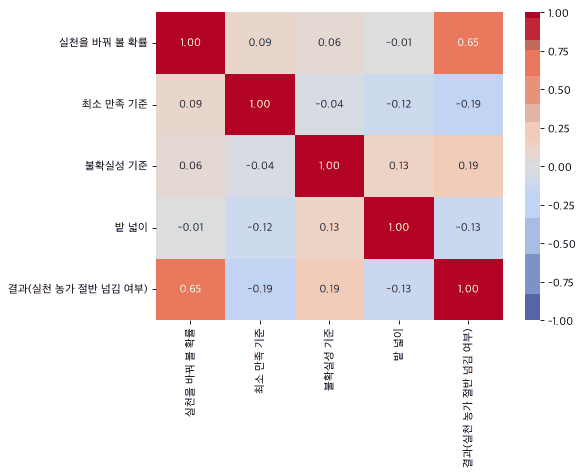 실천을 바꿔 볼 확률
최소 만족 기준
불확실성 기준
밭 넓이
결과(실천 농가 절반 넘김 여부)
1.00 0.09 0.06 -0.01 0.65
0.09 1.00 -0.04 -0.12 -0.19
0.06 -0.04 1.00 0.13 0.19
-0.01 -0.12 0.13 1.00 -0.13
0.65 -0.19 0.19 -0.13 1.00
실천을 바꿔 볼 확률
최소 만족 기준
불확실성 기준
밭 넓이
결과(실천 농가 절반 넘김 여부)
1.00
0.75
0.50
0.25
0.00
-0.25
-0.50
-0.75
-1.00